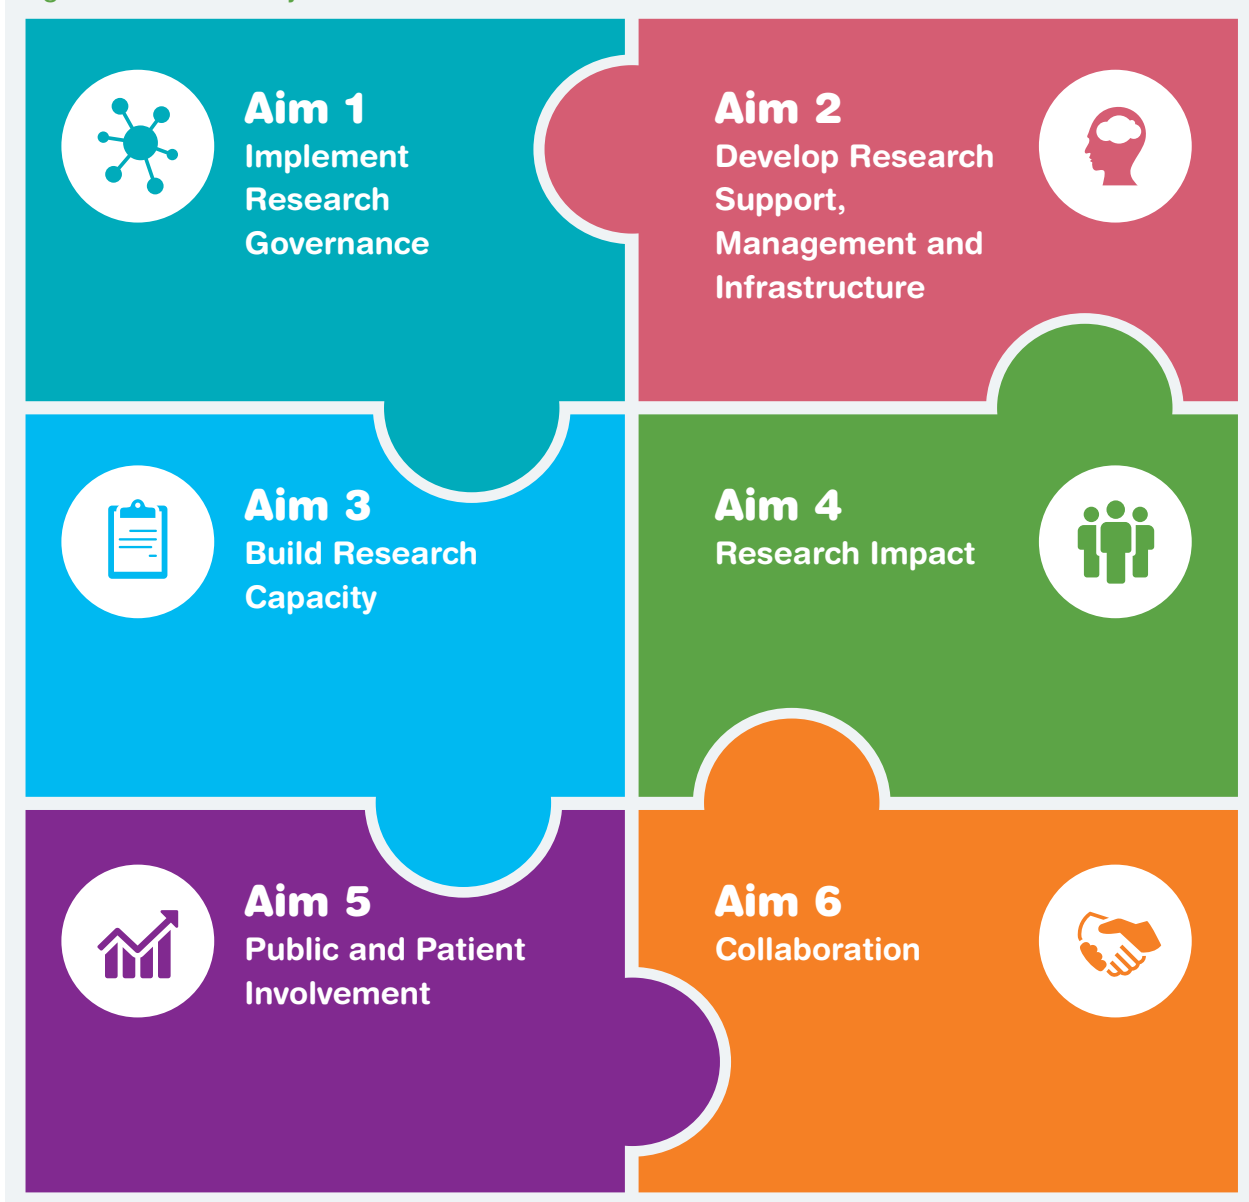 Aim 1
Implement
Research
Governance
Aim 2
Develop Research
Support,
Management and
Infrastructure
Aim 3
Build Research
Capacity
Aim 4
Research Impact
Aim 5
Public and Patient
Involvement
Aim 6
Collaboration